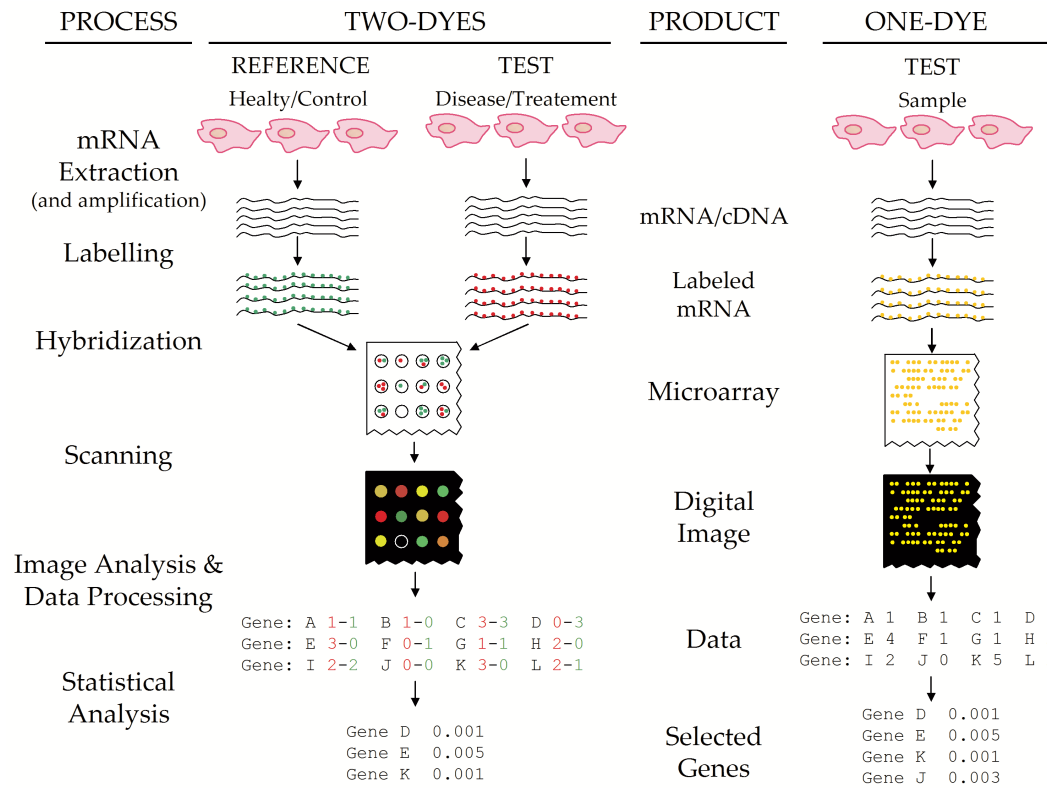 PROCESS
TWO-DYES
PRODUCT
ONE-DYE
REFERENCE
Healty/Control
TEST
Disease/Treatement
TEST
Sample
mRNA
Extraction
(and amplification)
mRNA/cDNA
Labelling
Labeled
mRNA
Hybridization
Microarray
Scanning
Digital
Image
Image Analysis &
Data Processing
Gene: A 1-1 B 1-0 C 3-3 D 0-3
Gene: E 3-0 F 0-1 G 1-1 H 2-0
Gene: I 2-2 J 0-0 K 3-0 L 2-1
Data
Gene: A 1 B 1 C 1 D
Gene: E 4 F 1 G 1 H
Gene: I 2 J 0 K 5 L
Statistical
Analysis
Gene D 0.001
Gene E 0.005
Gene K 0.001
Selected
Genes
Gene D 0.001
Gene E 0.005
Gene K 0.001
Gene J 0.003